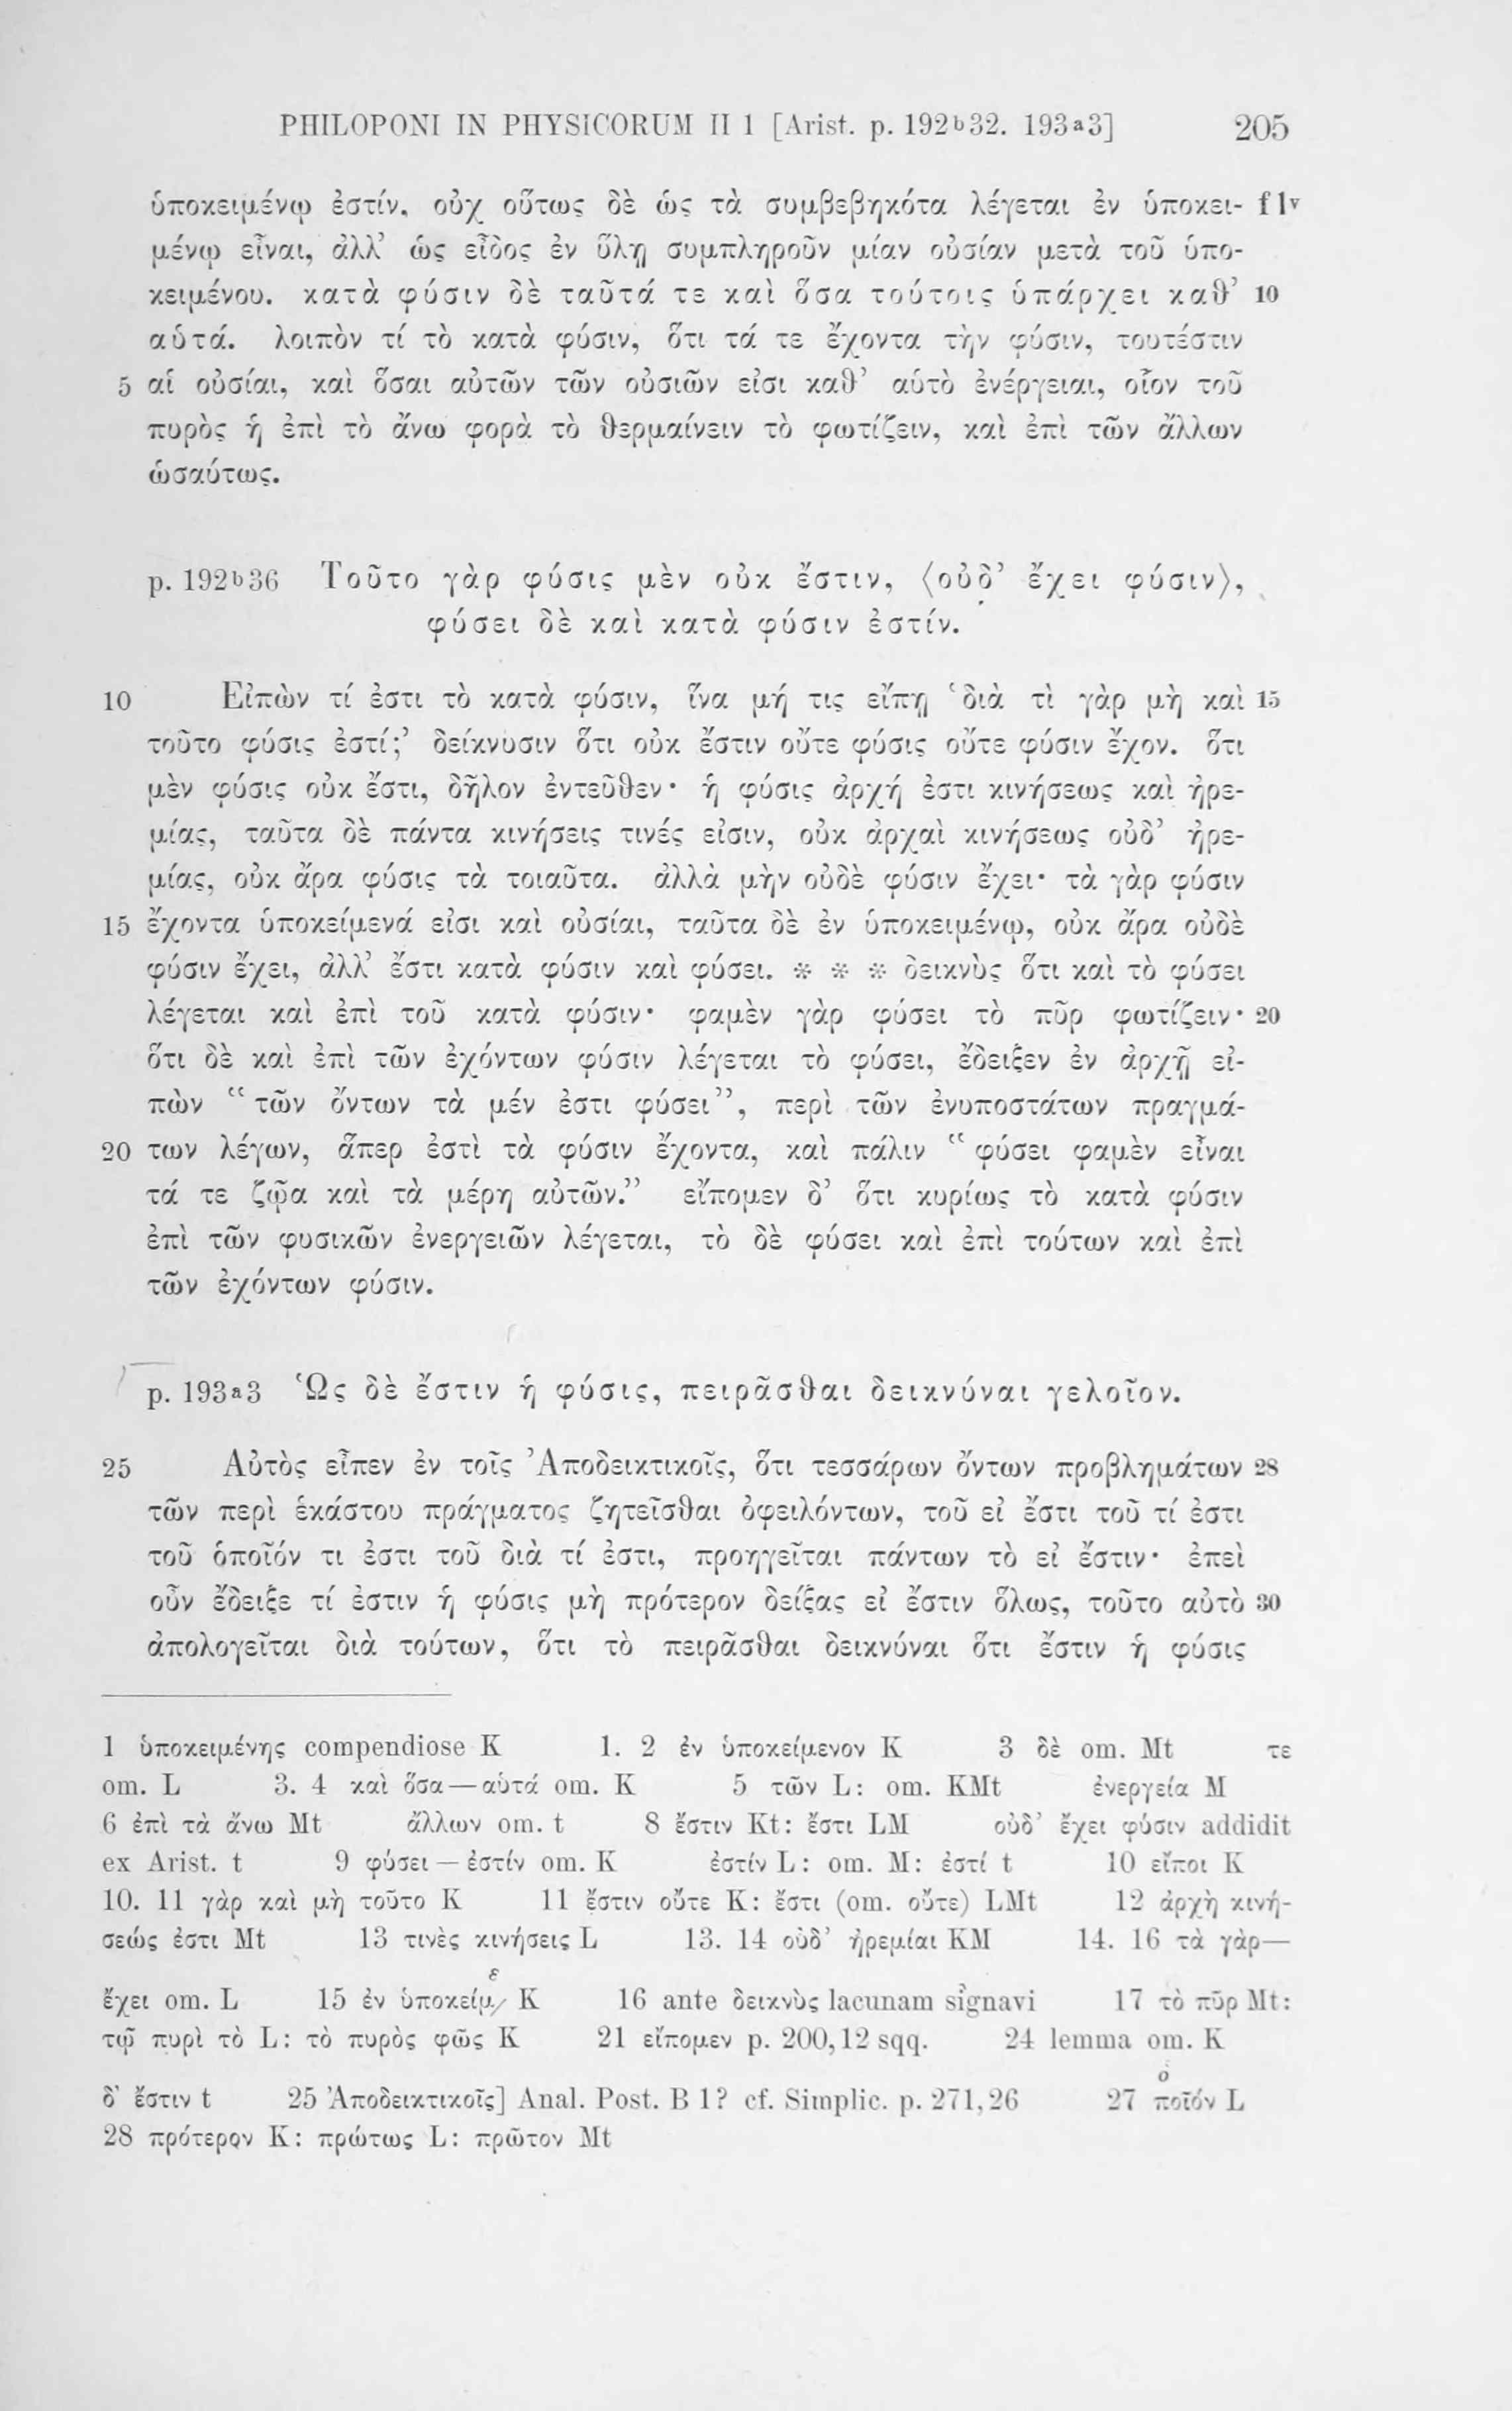 PHILOPONI IN PHYSICORUM II 1 [Arist. p. 192b32. 193a3] 205
ὑποκειμένῳ ἐστίν, οὐχ οὕτως δὲ ὡς τὰ συμβεβηκότα λέγεται ἐν ὑποκει- f1v
μένῳ εἶναι, ἀλλ’ ὡς εἶδος ἐν ὕλῃ συμπληροῦν μίαν οὐσίαν μετὰ τοῦ ὑπο-
κειμένου. κατὰ φύσιν δὲ ταῦτά τε καὶ ὅσα τούτοις ὑπάρχει καθ’ 10
αὑτά. λοιπὸν τί τὸ κατὰ φύσιν, ὅτι τά τε ἔχοντα τὴν φύσιν, τουτέστιν
5 αἱ οὐσίαι, καὶ ὅσαι αὐτῶν τῶν οὐσιῶν εἰσι καθ’ αὑτὸ ἐνέργειαι, οἷον τοῦ
πυρὸς ἡ ἐπὶ τὸ ἄνω φορὰ τὸ θερμαίνειν τὸ φωτίζειν, καὶ ἐπὶ τῶν ἄλλων
ὡσαύτως.
p. 192b36 Τοῦτο γὰρ φύσις μὲν οὐκ ἔστιν, ⟨οὐδ’ ἔχει φύσιν⟩,
φύσει δὲ καὶ κατὰ φύσιν ἐστίν.
10 Εἰπὼν τί ἐστι τὸ κατὰ φύσιν, ἵνα μή τις εἴπῃ ‘διὰ τὶ γὰρ μὴ καὶ 15
τοῦτο φύσις ἐστί;’ δείκνυσιν ὅτι οὐκ ἔστιν οὔτε φύσις οὔτε φύσιν ἔχον. ὅτι
μὲν φύσις οὐκ ἔστι, δῆλον ἐντεῦθεν· ἡ φύσις ἀρχή ἐστι κινήσεως καὶ ἠρε-
μίας, ταῦτα δὲ πάντα κινήσεις τινές εἰσιν, οὐκ ἀρχαὶ κινήσεως οὐδ’ ἠρε-
μίας, οὐκ ἄρα φύσις τὰ τοιαῦτα. ἀλλὰ μὴν οὐδὲ φύσιν ἔχει· τὰ γὰρ φύσιν
15 ἔχοντα ὑποκείμενά εἰσι καὶ οὐσίαι, ταῦτα δὲ ἐν ὑποκειμένῳ, οὐκ ἄρα οὐδὲ
φύσιν ἔχει, ἀλλ’ ἔστι κατὰ φύσιν καὶ φύσει. * * * δεικνὺς ὅτι καὶ τὸ φύσει
λέγεται καὶ ἐπὶ τοῦ κατὰ φύσιν· φαμὲν γὰρ φύσει τὸ πῦρ φωτίζειν· 20
ὅτι δὲ καὶ ἐπὶ τῶν ἐχόντων φύσιν λέγεται τὸ φύσει, ἔδειξεν ἐν ἀρχῇ εἰ-
πὼν “τῶν ὄντων τὰ μέν ἐστι φύσει”, περὶ τῶν ἐνυποστάτων πραγμά-
20 των λέγων, ἅπερ ἐστὶ τὰ φύσιν ἔχοντα, καὶ πάλιν “φύσει φαμὲν εἶναι
τά τε ζῷα καὶ τὰ μέρη αὐτῶν.” εἴπομεν δ’ ὅτι κυρίως τὸ κατὰ φύσιν
ἐπὶ τῶν φυσικῶν ἐνεργειῶν λέγεται, τὸ δὲ φύσει καὶ ἐπὶ τούτων καὶ ἐπὶ
τῶν ἐχόντων φύσιν.
p. 193a3 Ὡς δὲ ἔστιν ἡ φύσις, πειρᾶσθαι δεικνύναι γελοῖον.
25 Αὐτὸς εἶπεν ἐν τοῖς Ἀποδεικτικοῖς, ὅτι τεσσάρων ὄντων προβλημάτων 28
τῶν περὶ ἑκάστου πράγματος ζητεῖσθαι ὀφειλόντων, τοῦ εἰ ἔστι τοῦ τί ἐστι
τοῦ ὁποῖόν τι ἐστι τοῦ διὰ τί ἐστι, προηγεῖται πάντων τὸ εἰ ἔστιν· ἐπεὶ
οὖν ἔδειξε τί ἐστιν ἡ φύσις μὴ πρότερον δείξας εἰ ἔστιν ὅλως, τοῦτο αὐτὸ 30
ἀπολογεῖται διὰ τούτων, ὅτι τὸ πειρᾶσθαι δεικνύναι ὅτι ἔστιν ἡ φύσις
1 ὑποκειμένης compendiose K 1. 2 ἐν ὑποκείμενον K 3 δὲ om. Mt τε
om. L 3. 4 καὶ ὅσα — αὑτά om. K 5 τῶν L: om. KMt ἐνεργεία M
6 ἐπὶ τὰ ἄνω Mt ἄλλων om. t 8 ἔστιν Kt: ἔστι LM οὐδ’ ἔχει φύσιν addidit
ex Arist. t 9 φύσει — ἐστίν om. K ἐστίν L: om. M: ἐστί t 10 εἴποι K
10. 11 γὰρ καὶ μὴ τοῦτο K 11 ἔστιν οὔτε K: ἔστι (om. οὔτε) LMt 12 ἀρχὴ κινή-
σεώς ἐστι Mt 13 τινὲς κινήσεις L 13. 14 οὐδ’ ἠρεμίαι KM 14. 16 τὰ γὰρ —
ἔχει om. L 15 ἐν ὑποκείμ K 16 ante δεικνὺς lacunam signavi 17 τὸ πῦρ Mt:
τῷ πυρὶ τὸ L: τὸ πυρὸς φῶς K 21 εἴπομεν p. 200,12 sqq. 24 lemma om. K
δ’ ἔστιν t 25 Ἀποδεικτικοῖς] Anal. Post. B 1? cf. Simplic. p. 271,26 27 ποῖόν L
28 πρότερον K: πρώτως L: πρῶτον Mt